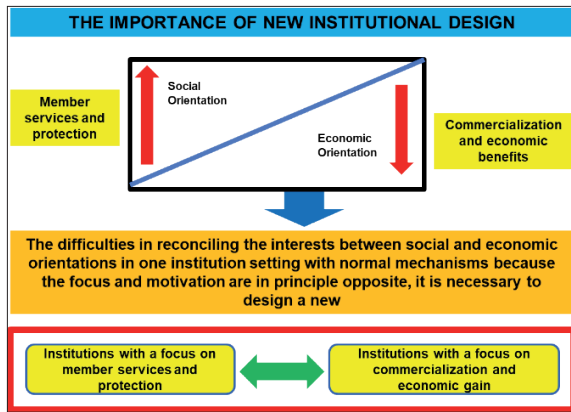 THE IMPORTANCE OF NEW INSTITUTIONAL DESIGN
Member
services and
protection
Social
Orientation
Economic
Orientation
Commercialization
and economic
benefits
The difficulties in reconciling the interests between social and economic
orientations in one institution setting with normal mechanisms because
the focus and motivation are in principle opposite, it is necessary to
design a new
Institutions with a focus on
member services and
protection
Institutions with a focus on
commercialization and
economic gain